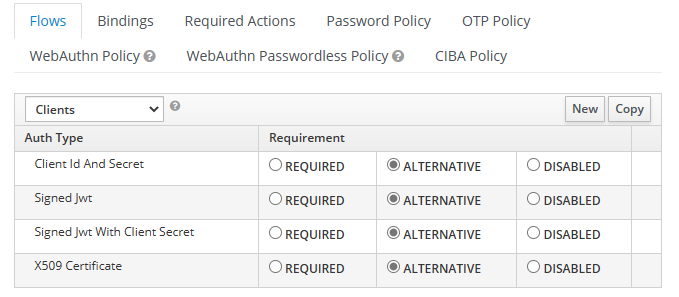 Flows Bindings Required Actions Password Policy OTP Policy
WebAuthn Policy ? WebAuthn Passwordless Policy ? CIBA Policy
Clients ? New Copy
Auth Type Requirement
Client Id And Secret REQUIRED ALTERNATIVE DISABLED
Signed Jwt REQUIRED ALTERNATIVE DISABLED
Signed Jwt With Client Secret REQUIRED ALTERNATIVE DISABLED
X509 Certificate REQUIRED ALTERNATIVE DISABLED